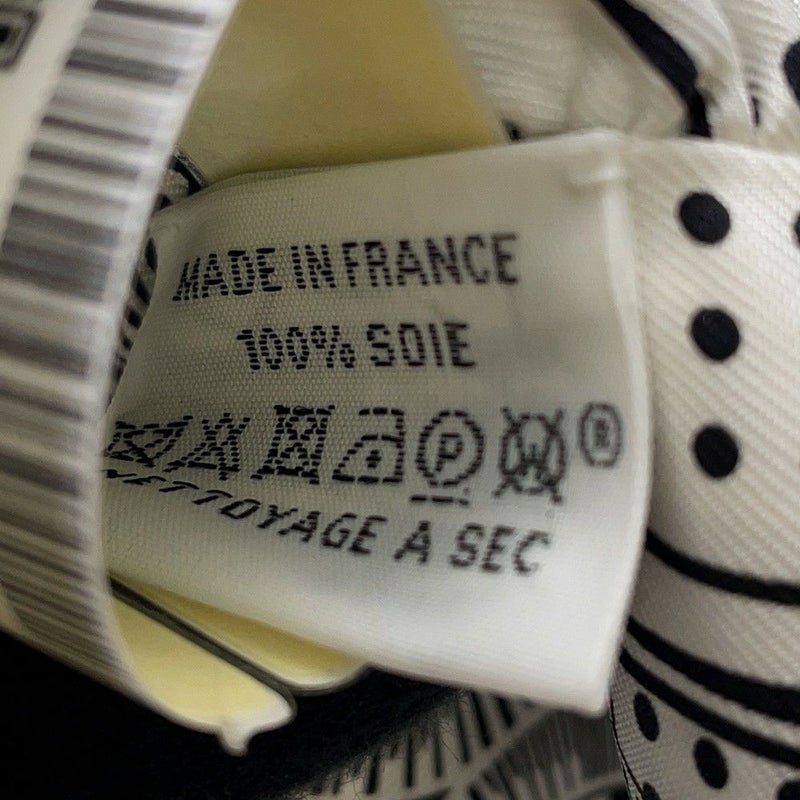 MADE IN FRANCE
100% SOIE
P W ®
NETTOYAGE A SEC